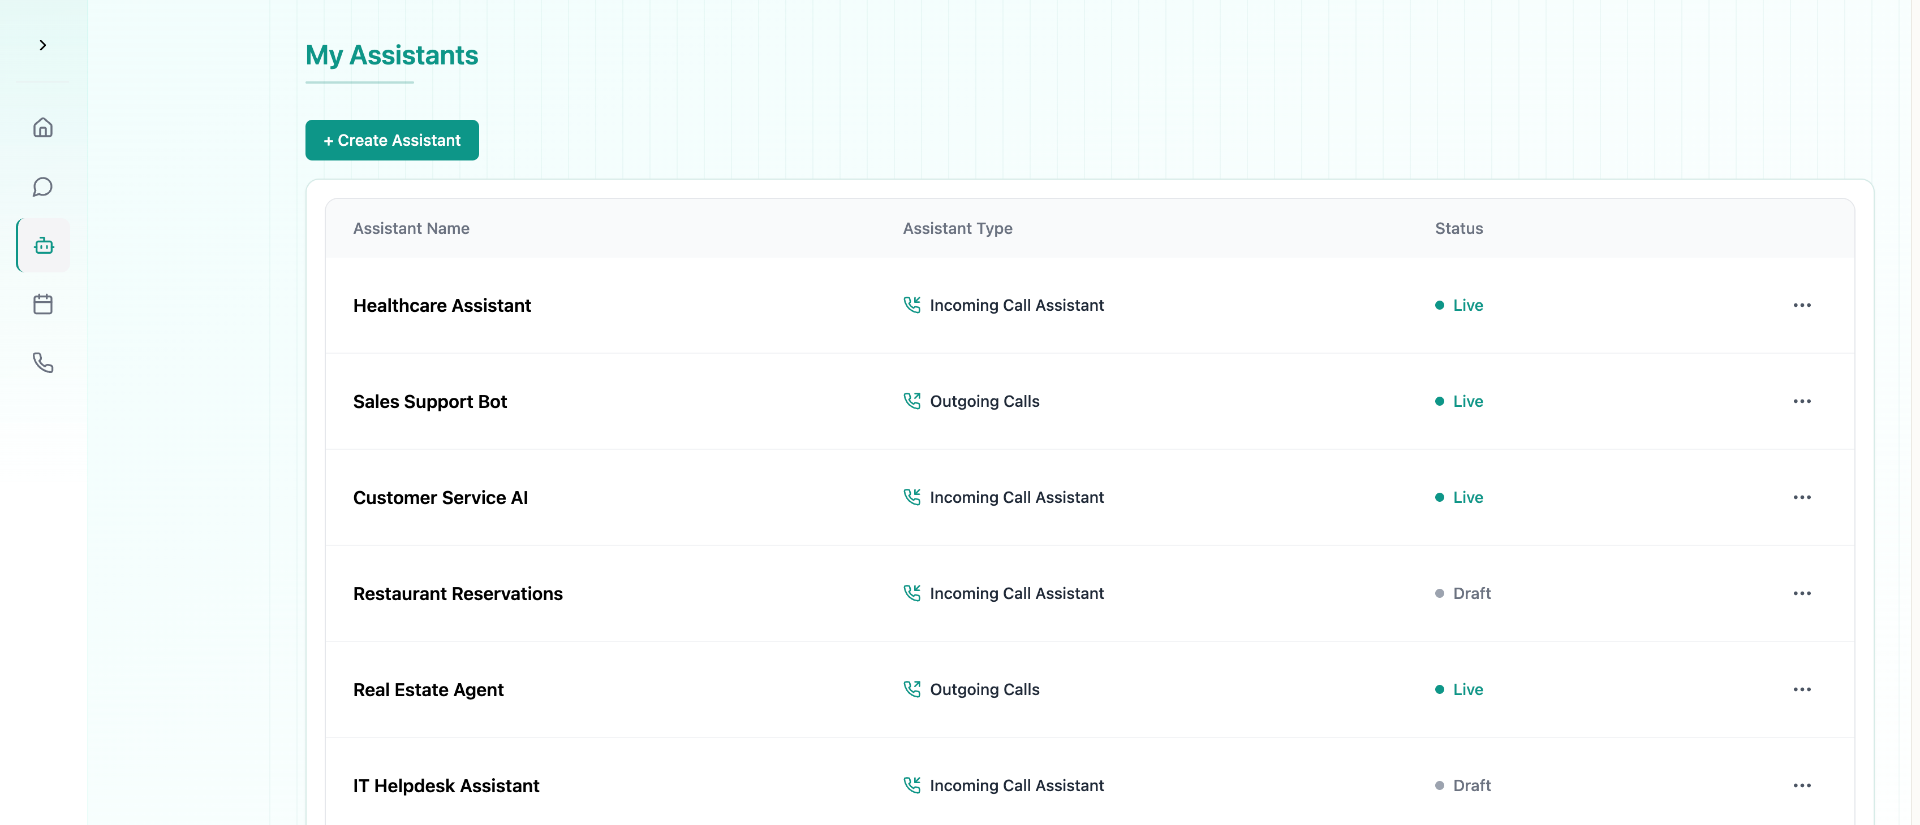 My Assistants
+ Create Assistant
Assistant Name Assistant Type Status
Healthcare Assistant Incoming Call Assistant Live
Sales Support Bot Outgoing Calls Live
Customer Service AI Incoming Call Assistant Live
Restaurant Reservations Incoming Call Assistant Draft
Real Estate Agent Outgoing Calls Live
IT Helpdesk Assistant Incoming Call Assistant Draft